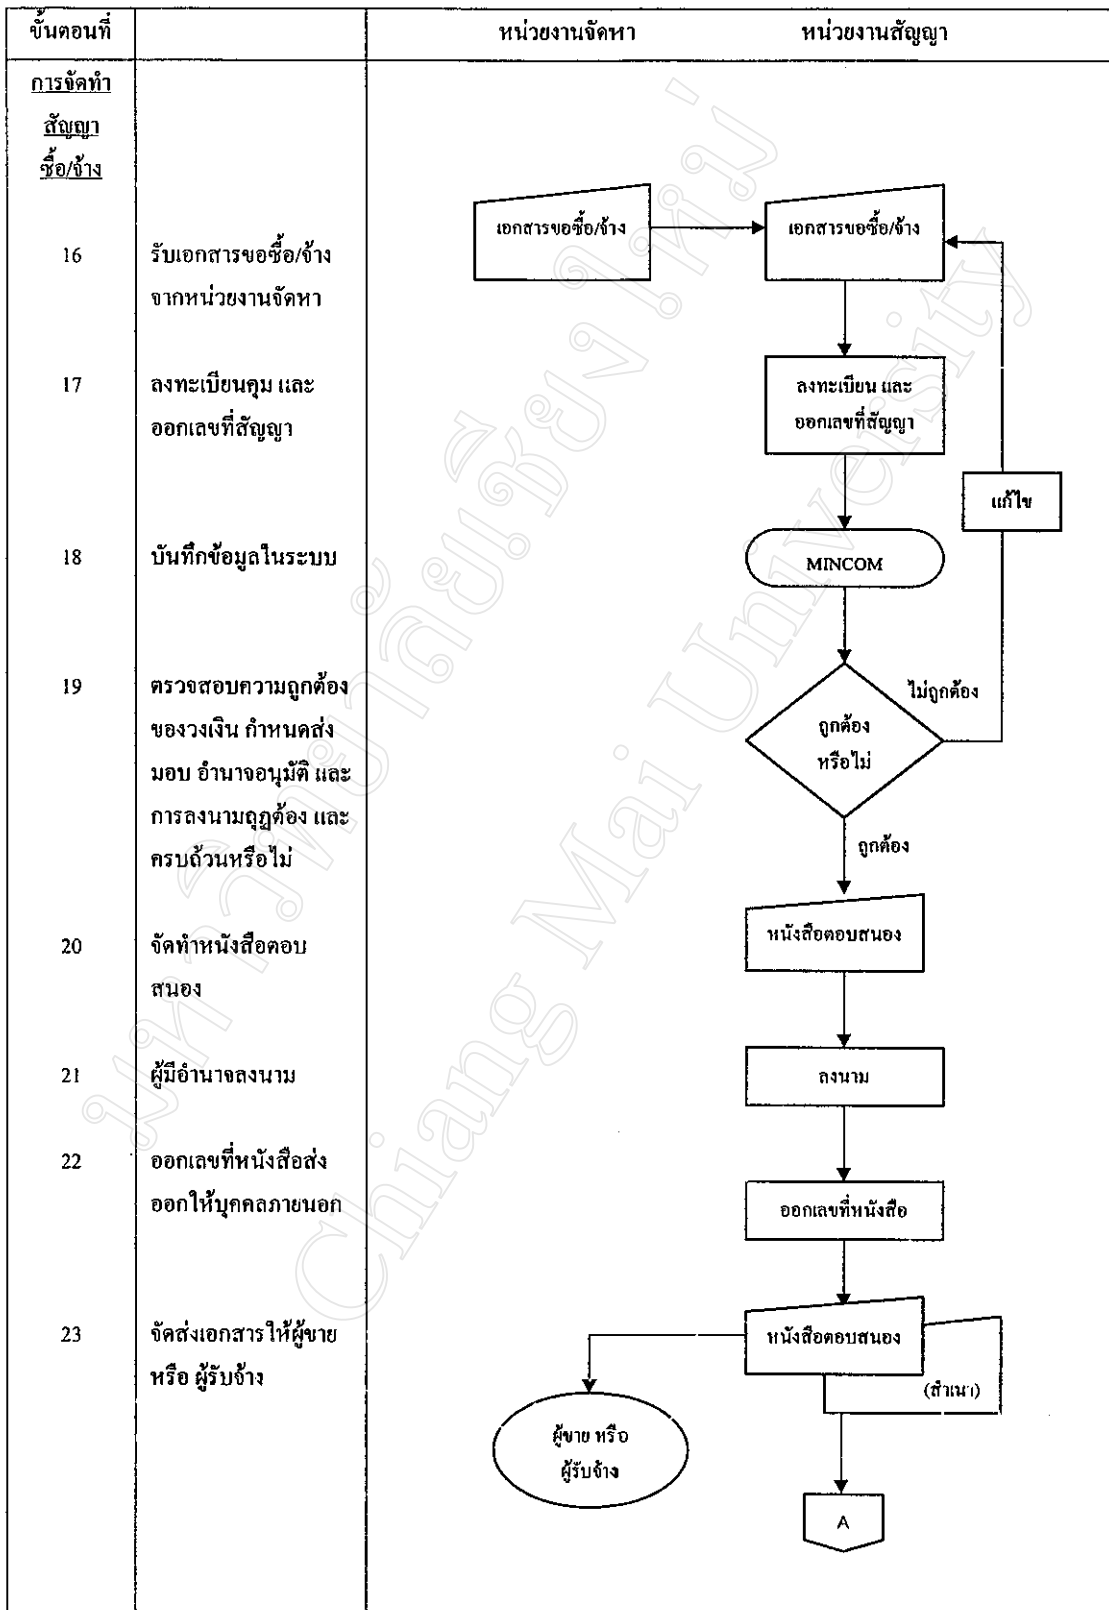 ขั้นตอนที่
หน่วยงานจัดหา
หน่วยงานสัญญา
การจัดทำ
สัญญา
ซื้อ/จ้าง
เอกสารขอซื้อ/จ้าง
เอกสารขอซื้อ/จ้าง
16
รับเอกสารขอซื้อ/จ้าง
จากหน่วยงานจัดหา
17
ลงทะเบียนคุม และ
ออกเลขที่สัญญา
ลงทะเบียน และ
ออกเลขที่สัญญา
แก้ไข
18
บันทึกข้อมูลในระบบ
MINCOM
19
ตรวจสอบความถูกต้อง
ของวงเงิน กำหนดส่ง
มอบ อำนาจอนุมัติ และ
การลงนามถูฏต้อง และ
ครบถ้วนหรือไม่
ไม่ถูกต้อง
ถูกต้อง
หรือไม่
ถูกต้อง
20
จัดทำหนังสือตอบ
สนอง
หนังสือตอบสนอง
21
ผู้มีอำนาจลงนาม
ลงนาม
22
ออกเลขที่หนังสือส่ง
ออกให้บุคคลภายนอก
ออกเลขที่หนังสือ
23
จัดส่งเอกสารให้ผู้ขาย
หรือ ผู้รับจ้าง
หนังสือตอบสนอง
(สำเนา)
ผู้ขาย หรือ
ผู้รับจ้าง
A
มหาวิทยาลัยเชียงใหม่
Chiang Mai University